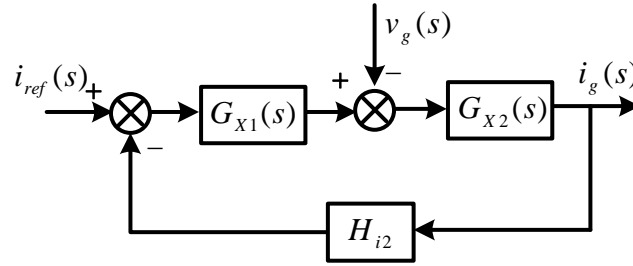 v_g(s)
i_ref(s)
i_g(s)
+
+
−
G_X1(s)
G_X2(s)
−
H_i2